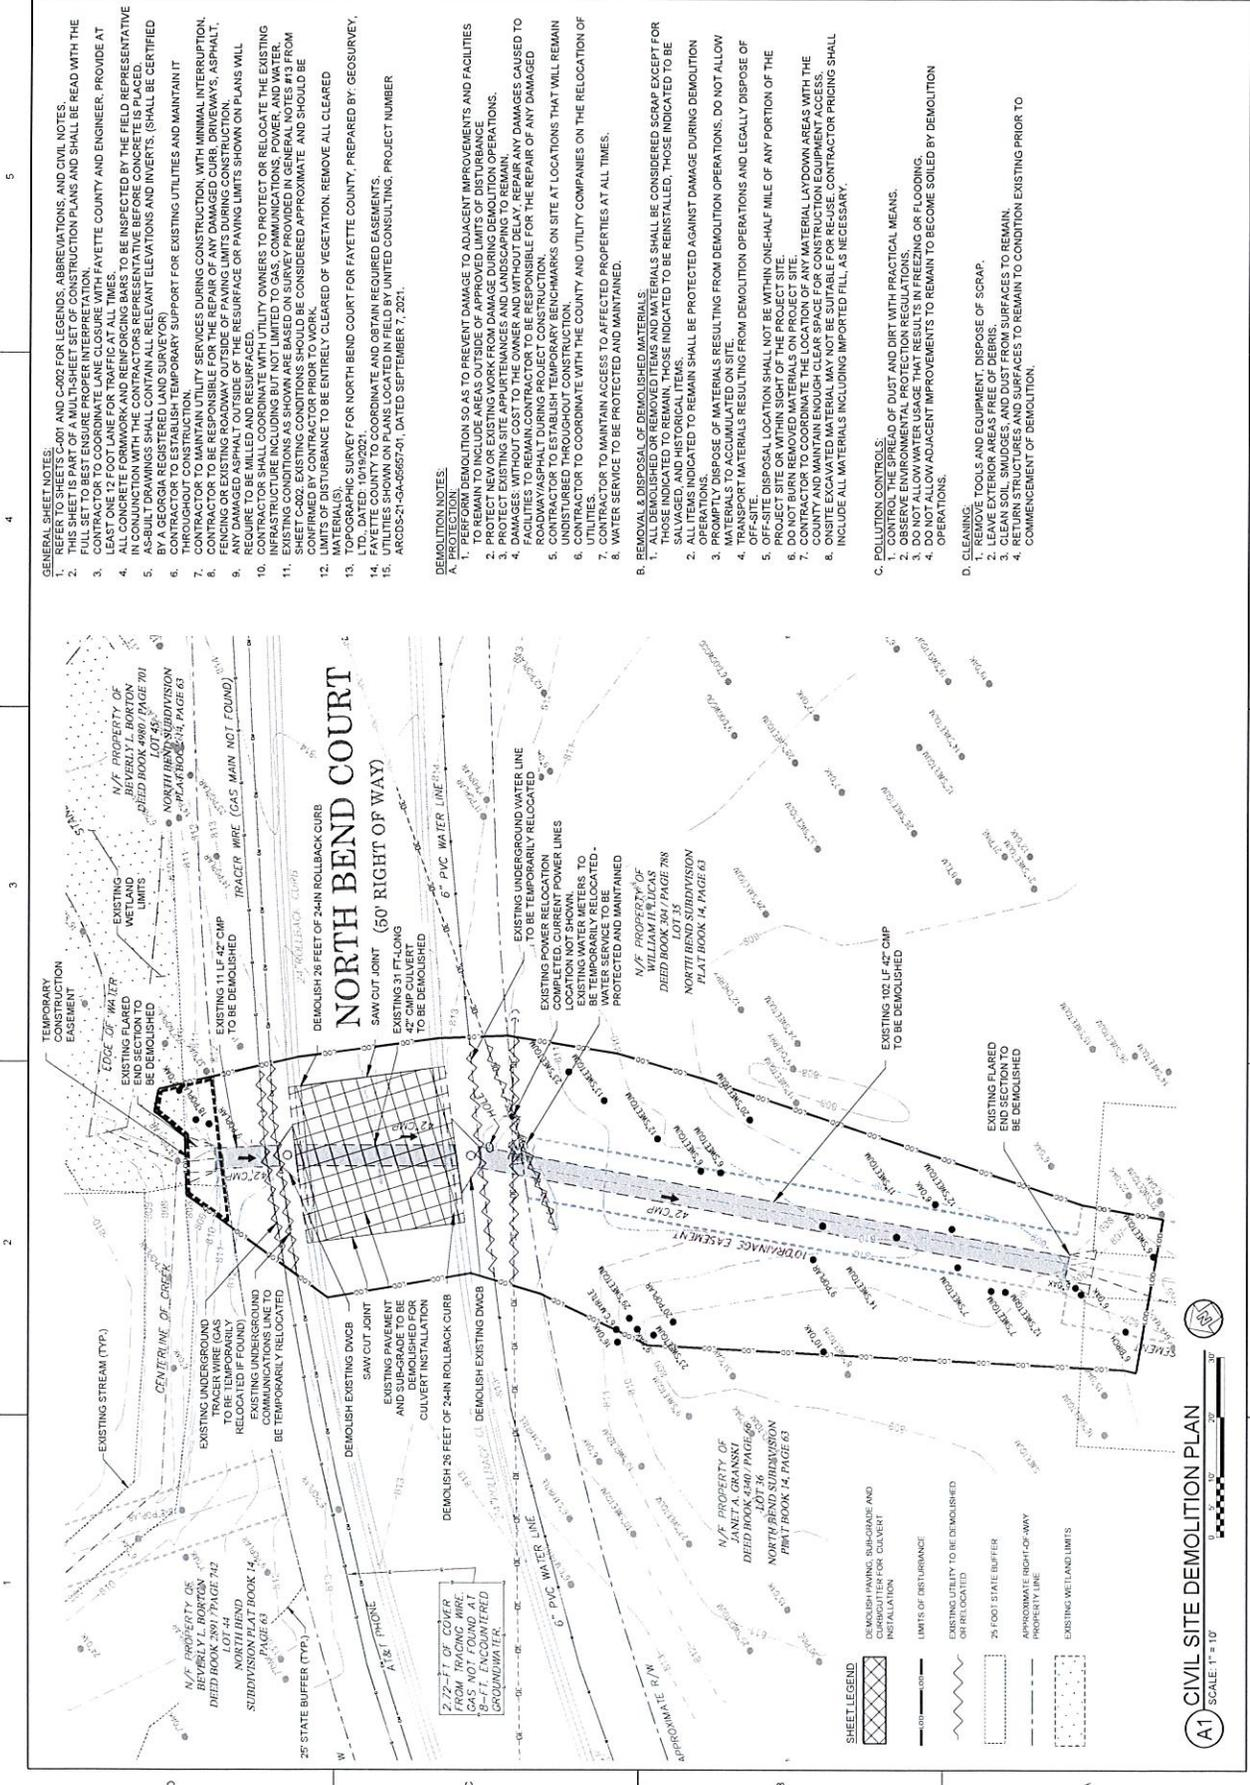 GENERAL SHEET NOTES:
1. REFER TO SHEETS C-001 AND C-002 FOR LEGENDS, ABBREVIATIONS, AND CIVIL NOTES.
2. THIS SHEET IS PART OF A MULTI-SHEET SET OF CONSTRUCTION PLANS AND SHALL BE READ WITH THE
FULL SET TO BEST ENSURE PROPER INTERPRETATION.
3. CONTRACTOR TO COORDINATE LANE CLOSURE WITH FAYETTE COUNTY AND ENGINEER. PROVIDE AT
LEAST ONE 12 FOOT LANE FOR TRAFFIC AT ALL TIMES.
4. ALL CONCRETE FORMWORK AND REINFORCING BARS TO BE INSPECTED BY THE FIELD REPRESENTATIVE
IN CONJUNCTION WITH THE CONTRACTORS REPRESENTATIVE BEFORE CONCRETE IS PLACED.
5. AS-BUILT DRAWINGS SHALL CONTAIN ALL RELEVANT ELEVATIONS AND INVERTS, (SHALL BE CERTIFIED
BY A GEORGIA REGISTERED LAND SURVEYOR)
6. CONTRACTOR TO ESTABLISH TEMPORARY SUPPORT FOR EXISTING UTILITIES AND MAINTAIN IT
THROUGHOUT CONSTRUCTION.
7. CONTRACTOR TO MAINTAIN UTILITY SERVICES DURING CONSTRUCTION, WITH MINIMAL INTERRUPTION.
8. CONTRACTOR TO BE RESPONSIBLE FOR THE REPAIR OF ANY DAMAGED CURB, DRIVEWAYS, ASPHALT,
FENCING OR EXISTING ROADWAY OUTSIDE OF PAVING LIMITS DURING CONSTRUCTION.
9. ANY DAMAGED ASPHALT OUTSIDE OF THE RESURFACE OR PAVING LIMITS SHOWN ON PLANS WILL
REQUIRE TO BE MILLED AND RESURFACED.
10. CONTRACTOR SHALL COORDINATE WITH UTILITY OWNERS TO PROTECT OR RELOCATE THE EXISTING
INFRASTRUCTURE INCLUDING BUT NOT LIMITED TO GAS, COMMUNICATIONS, POWER, AND WATER.
11. EXISTING CONDITIONS AS SHOWN ARE BASED ON SURVEY PROVIDED IN GENERAL NOTES #13 FROM
SHEET C-002. EXISTING CONDITIONS SHOULD BE CONSIDERED APPROXIMATE AND SHOULD BE
CONFIRMED BY CONTRACTOR PRIOR TO WORK.
12. LIMITS OF DISTURBANCE TO BE ENTIRELY CLEARED OF VEGETATION. REMOVE ALL CLEARED
MATERIAL(S).
13. TOPOGRAPHIC SURVEY FOR NORTH BEND COURT FOR FAYETTE COUNTY, PREPARED BY: GEOSURVEY,
LTD., DATED: 10/19/2021.
14. FAYETTE COUNTY TO COORDINATE AND OBTAIN REQUIRED EASEMENTS.
15. UTILITIES SHOWN ON PLANS LOCATED IN FIELD BY UNITED CONSULTING, PROJECT NUMBER
ARCDS-21-GA-05657-01, DATED SEPTEMBER 7, 2021.
DEMOLITION NOTES:
A. PROTECTION:
1. PERFORM DEMOLITION SO AS TO PREVENT DAMAGE TO ADJACENT IMPROVEMENTS AND FACILITIES
TO REMAIN TO INCLUDE AREAS OUTSIDE OF APPROVED LIMITS OF DISTURBANCE
2. PROTECT NEW OR EXISTING WORK FROM DAMAGE DURING DEMOLITION OPERATIONS.
3. PROTECT EXISTING SITE APPURTENANCES AND LANDSCAPING TO REMAIN.
4. DAMAGES: WITHOUT COST TO THE OWNER AND WITHOUT DELAY, REPAIR ANY DAMAGES CAUSED TO
FACILITIES TO REMAIN. CONTRACTOR TO BE RESPONSIBLE FOR THE REPAIR OF ANY DAMAGED
ROADWAY/ASPHALT DURING PROJECT CONSTRUCTION.
5. CONTRACTOR TO ESTABLISH TEMPORARY BENCHMARKS ON SITE AT LOCATIONS THAT WILL REMAIN
UNDISTURBED THROUGHOUT CONSTRUCTION.
6. CONTRACTOR TO COORDINATE WITH THE COUNTY AND UTILITY COMPANIES ON THE RELOCATION OF
UTILITIES.
7. CONTRACTOR TO MAINTAIN ACCESS TO AFFECTED PROPERTIES AT ALL TIMES.
8. WATER SERVICE TO BE PROTECTED AND MAINTAINED.
B. REMOVAL & DISPOSAL OF DEMOLISHED MATERIALS:
1. ALL DEMOLISHED OR REMOVED ITEMS AND MATERIALS SHALL BE CONSIDERED SCRAP EXCEPT FOR
THOSE INDICATED TO REMAIN, THOSE INDICATED TO BE REINSTALLED, THOSE INDICATED TO BE
SALVAGED, AND HISTORICAL ITEMS.
2. ALL ITEMS INDICATED TO REMAIN SHALL BE PROTECTED AGAINST DAMAGE DURING DEMOLITION
OPERATIONS.
3. PROMPTLY DISPOSE OF MATERIALS RESULTING FROM DEMOLITION OPERATIONS. DO NOT ALLOW
MATERIALS TO ACCUMULATED ON SITE.
4. TRANSPORT MATERIALS RESULTING FROM DEMOLITION OPERATIONS AND LEGALLY DISPOSE OF
OFF-SITE.
5. OFF-SITE DISPOSAL LOCATION SHALL NOT BE WITHIN ONE-HALF MILE OF ANY PORTION OF THE
PROJECT SITE OR WITHIN SIGHT OF THE PROJECT SITE.
6. DO NOT BURN REMOVED MATERIALS ON PROJECT SITE.
7. CONTRACTOR TO COORDINATE THE LOCATION OF ANY MATERIAL LAYDOWN AREAS WITH THE
COUNTY AND MAINTAIN ENOUGH CLEAR SPACE FOR CONSTRUCTION EQUIPMENT ACCESS.
8. ONSITE EXCAVATED MATERIAL MAY NOT BE SUITABLE FOR RE-USE. CONTRACTOR PRICING SHALL
INCLUDE ALL MATERIALS INCLUDING IMPORTED FILL, AS NECESSARY.
C. POLLUTION CONTROLS:
1. CONTROL THE SPREAD OF DUST AND DIRT WITH PRACTICAL MEANS.
2. OBSERVE ENVIRONMENTAL PROTECTION REGULATIONS.
3. DO NOT ALLOW WATER USAGE THAT RESULTS IN FREEZING OR FLOODING.
4. DO NOT ALLOW ADJACENT IMPROVEMENTS TO REMAIN TO BECOME SOILED BY DEMOLITION
OPERATIONS.
D. CLEANING:
1. REMOVE TOOLS AND EQUIPMENT. DISPOSE OF SCRAP.
2. LEAVE EXTERIOR AREAS FREE OF DEBRIS.
3. CLEAN SOIL, SMUDGES, AND DUST FROM SURFACES TO REMAIN.
4. RETURN STRUCTURES AND SURFACES TO REMAIN TO CONDITION EXISTING PRIOR TO
COMMENCEMENT OF DEMOLITION.
1
2
3
4
5
EXISTING STREAM (TYP.)
CENTERLINE OF CREEK
EDGE OF WATER
TEMPORARY
CONSTRUCTION
EASEMENT
EXISTING FLARED
END SECTION TO
BE DEMOLISHED
EXISTING
WETLAND
LIMITS
EXISTING 11 LF 42" CMP
TO BE DEMOLISHED
N/F PROPERTY OF
BEVERLY L. BORTON
DEED BOOK 4980 / PAGE 701
LOT 45
NORTH BEND SUBDIVISION
PLAT BOOK 14, PAGE 63
TRACER WIRE (GAS MAIN NOT FOUND)
N/F PROPERTY OF
BEVERLY L. BORTON
DEED BOOK 2891 / PAGE 742
LOT 44
NORTH BEND
SUBDIVISION PLAT BOOK 14,
PAGE 63
25' STATE BUFFER (TYP.)
EXISTING UNDERGROUND
TRACER WIRE (GAS
TO BE TEMPORARILY
RELOCATED IF FOUND)
EXISTING UNDERGROUND
COMMUNICATIONS LINE TO
BE TEMPORARILY RELOCATED
DEMOLISH EXISTING DWCB
SAW CUT JOINT
EXISTING PAVEMENT
AND SUB-GRADE TO BE
DEMOLISHED FOR
CULVERT INSTALLATION
DEMOLISH 26 FEET OF 24-IN ROLLBACK CURB
DEMOLISH EXISTING DWCB
DEMOLISH 26 FEET OF 24-IN ROLLBACK CURB
NORTH BEND COURT
(50' RIGHT OF WAY)
SAW CUT JOINT
EXISTING 31 FT-LONG
42" CMP CULVERT
TO BE DEMOLISHED
24" ROLLBACK CURB
6" PVC WATER LINE
AT&T PHONE
2.72-FT OF COVER
FROM TRACING WIRE.
GAS NOT FOUND AT
8-FT, ENCOUNTERED
GROUNDWATER.
6" PVC WATER LINE
APPROXIMATE R/W
42" CMP
42" CMP
42" CMP
EXISTING UNDERGROUND WATER LINE
TO BE TEMPORARILY RELOCATED
EXISTING POWER RELOCATION
COMPLETED, CURRENT POWER LINES
LOCATION NOT SHOWN.
EXISTING WATER METERS TO
BE TEMPORARILY RELOCATED -
WATER SERVICE TO BE
PROTECTED AND MAINTAINED
N/F PROPERTY OF
WILLIAM H. LUCAS
DEED BOOK 304 / PAGE 788
LOT 35
NORTH BEND SUBDIVISION
PLAT BOOK 14, PAGE 63
EXISTING 102 LF 42" CMP
TO BE DEMOLISHED
10' DRAINAGE EASEMENT
EXISTING FLARED
END SECTION TO
BE DEMOLISHED
N/F PROPERTY OF
JANET A. GRANSKI
DEED BOOK 4340 / PAGE 66
LOT 36
NORTH BEND SUBDIVISION
PLAT BOOK 14, PAGE 63
SHEET LEGEND
DEMOLISH PAVING, SUB-GRADE AND
CURB/GUTTER FOR CULVERT
INSTALLATION
LOD LOD LIMITS OF DISTURBANCE
EXISTING UTILITY TO BE DEMOLISHED
OR RELOCATED
25 FOOT STATE BUFFER
APPROXIMATE RIGHT-OF-WAY
PROPERTY LINE
EXISTING WETLAND LIMITS
A1 CIVIL SITE DEMOLITION PLAN
SCALE: 1" = 10'
0 5' 10' 20' 30'